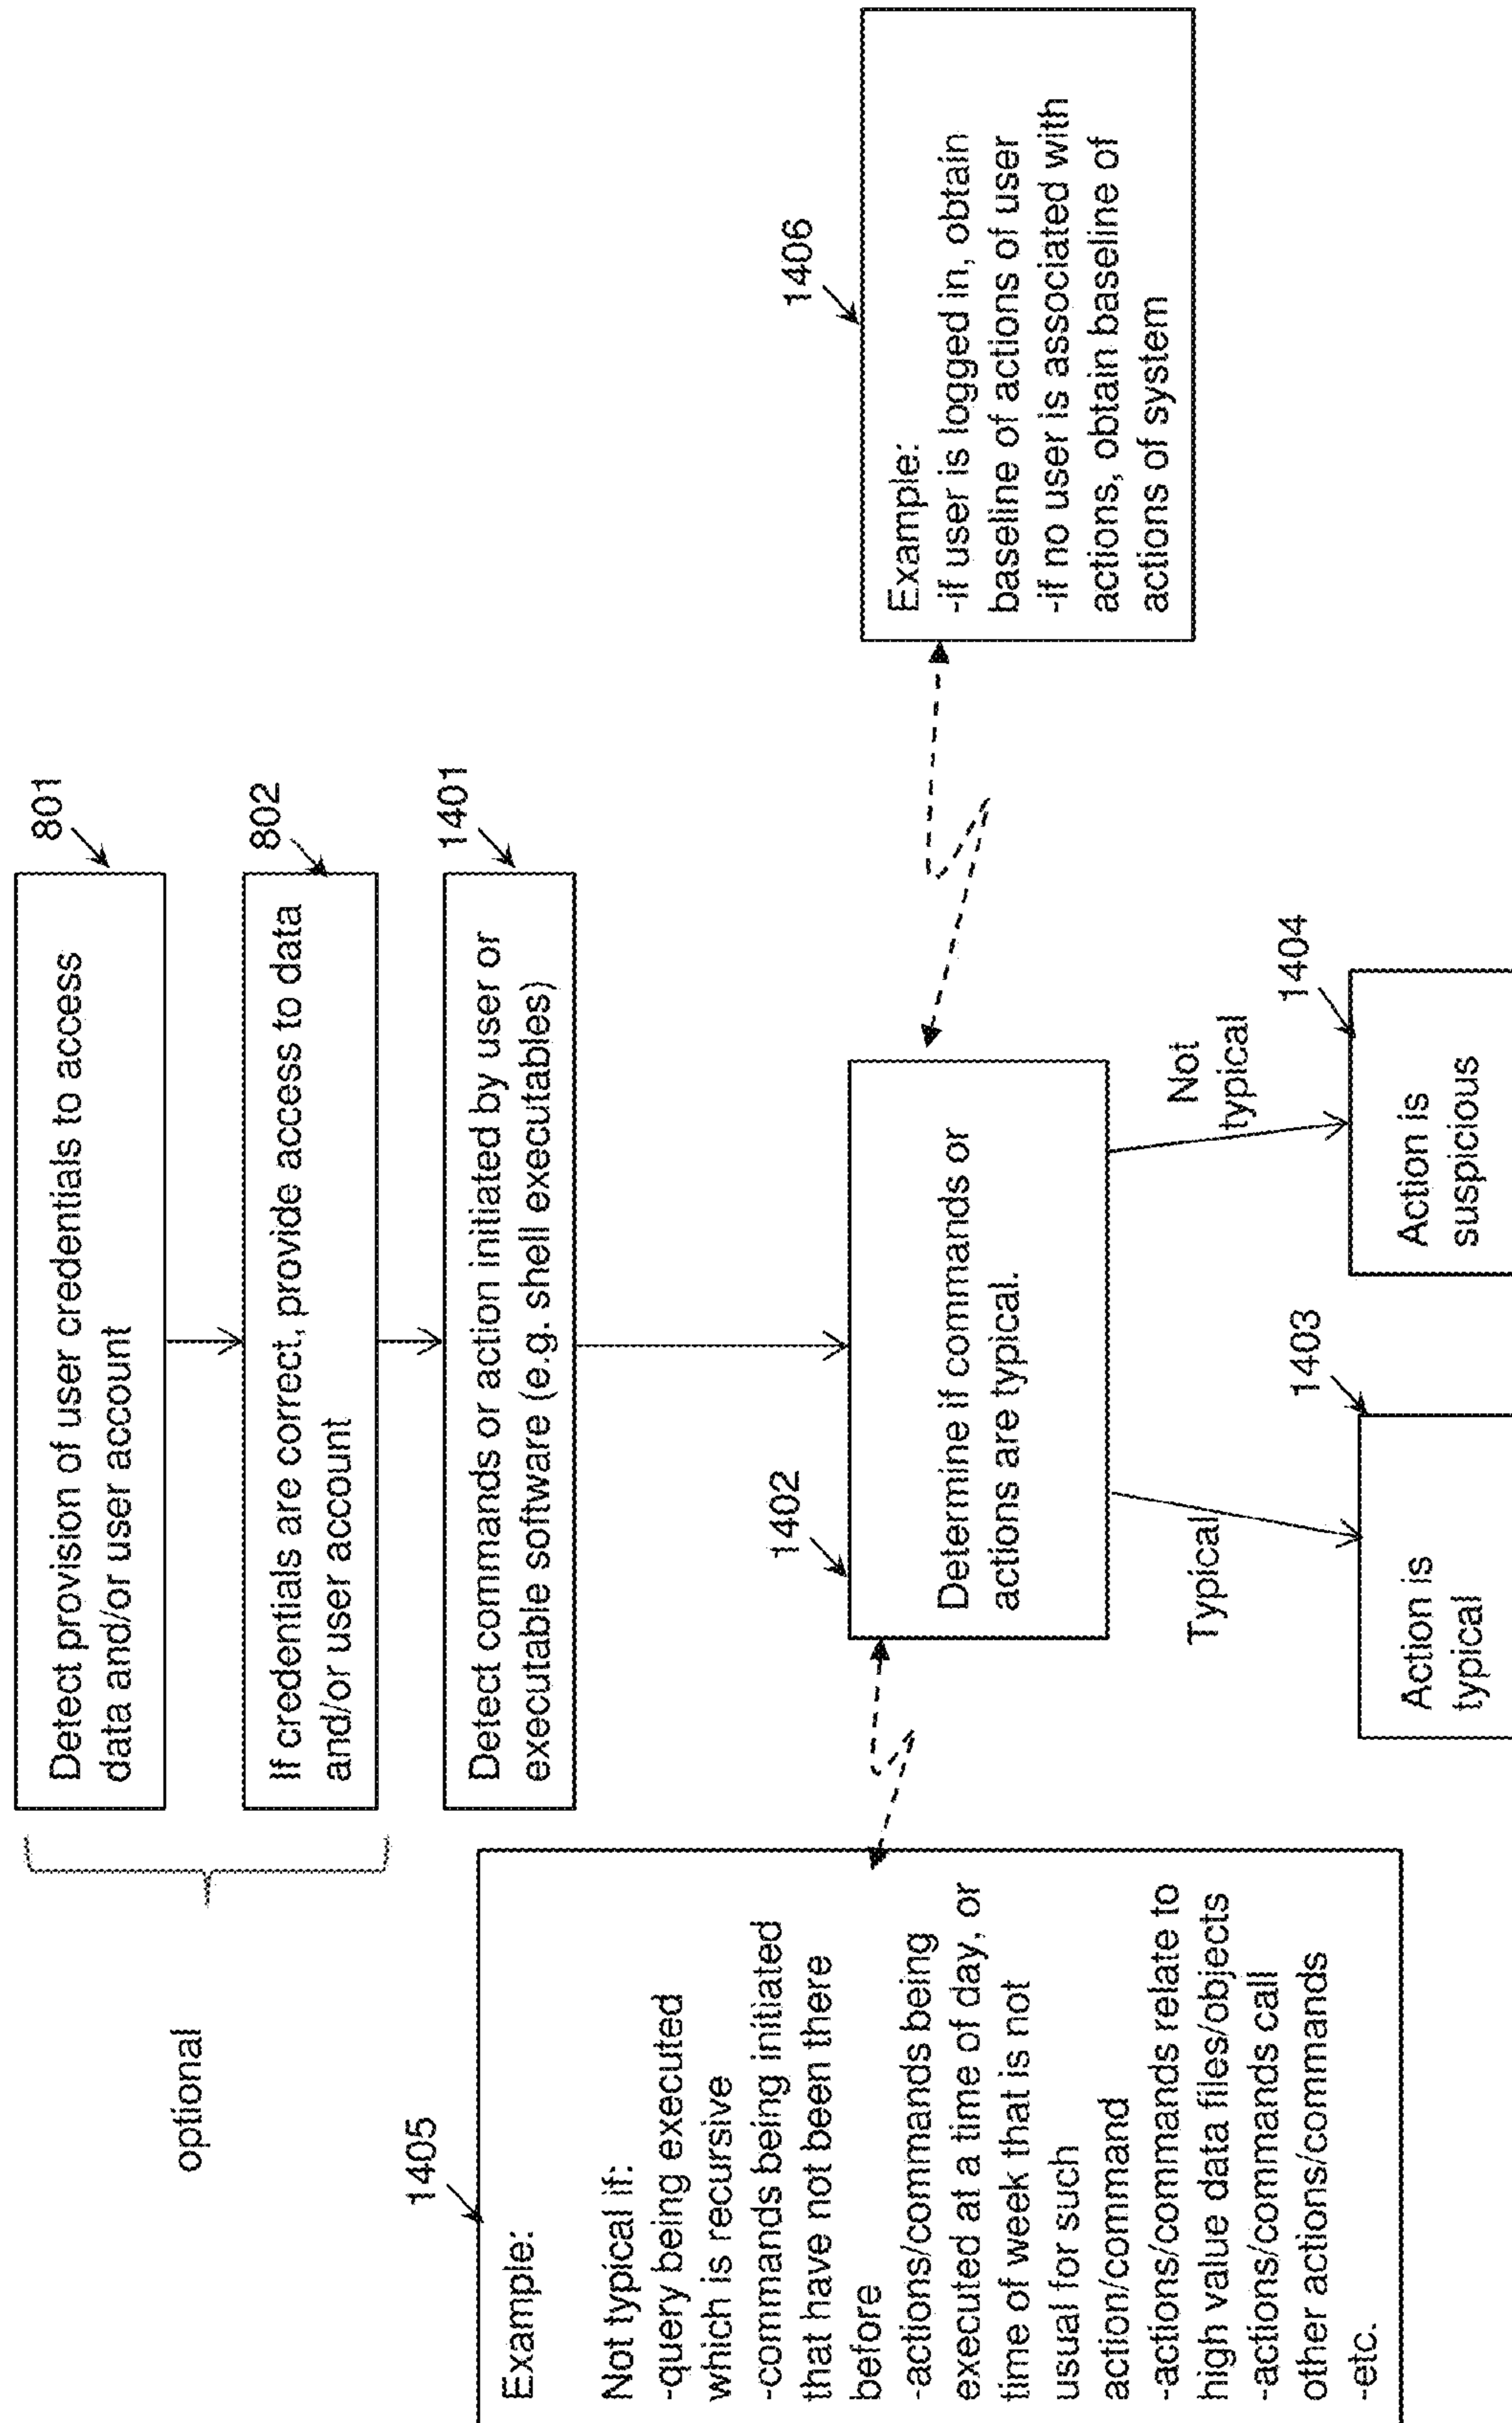 801
Detect provision of user credentials to access
data and/or user account
802
If credentials are correct, provide access to data
and/or user account
optional
1401
Detect commands or action initiated by user or
executable software (e.g. shell executables)
1405
Example:
Not typical if:
-query being executed
which is recursive
-commands being initiated
that have not been there
before
-actions/commands being
executed at a time of day, or
time of week that is not
usual for such
action/command
-actions/commands relate to
high value data files/objects
-actions/commands call
other actions/commands
-etc.
1402
Determine if commands or
actions are typical.
1406
Example:
-if user is logged in, obtain
baseline of actions of user
-if no user is associated with
actions, obtain baseline of
actions of system
Typical
Not
typical
1403
Action is
typical
1404
Action is
suspicious